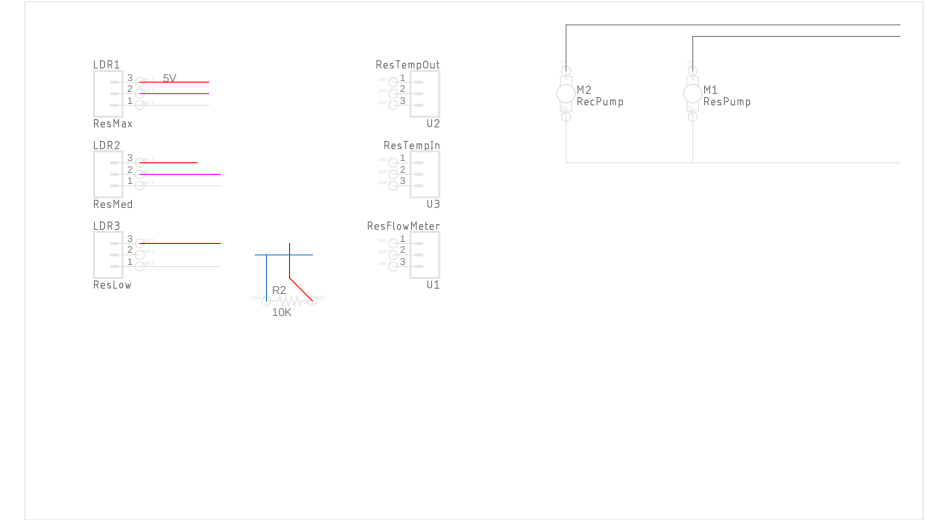 LDR1
3
5V
2
1
ResMax
LDR2
3
2
1
ResMed
LDR3
3
2
1
ResLow
R2
10K
ResTempOut
1
2
3
U2
ResTempIn
1
2
3
U3
ResFlowMeter
1
2
3
U1
M2
RecPump
M1
ResPump